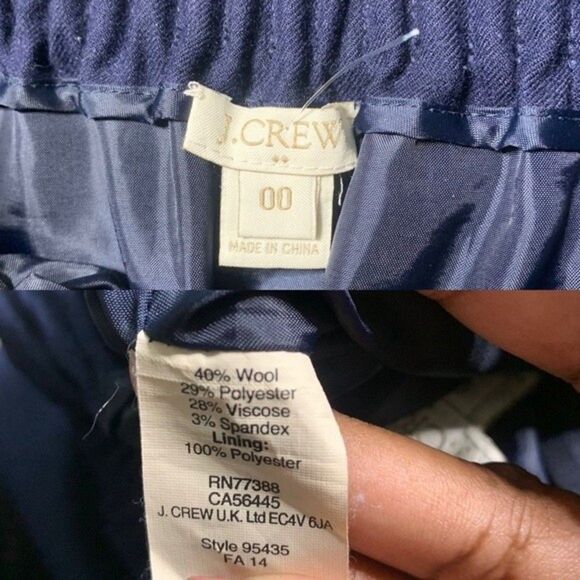 J.CREW
00
MADE IN CHINA
40% Wool
29% Polyester
28% Viscose
3% Spandex
Lining:
100% Polyester
RN77388
CA56445
J. CREW U.K. Ltd EC4V 6JA
Style 95435
FA 14